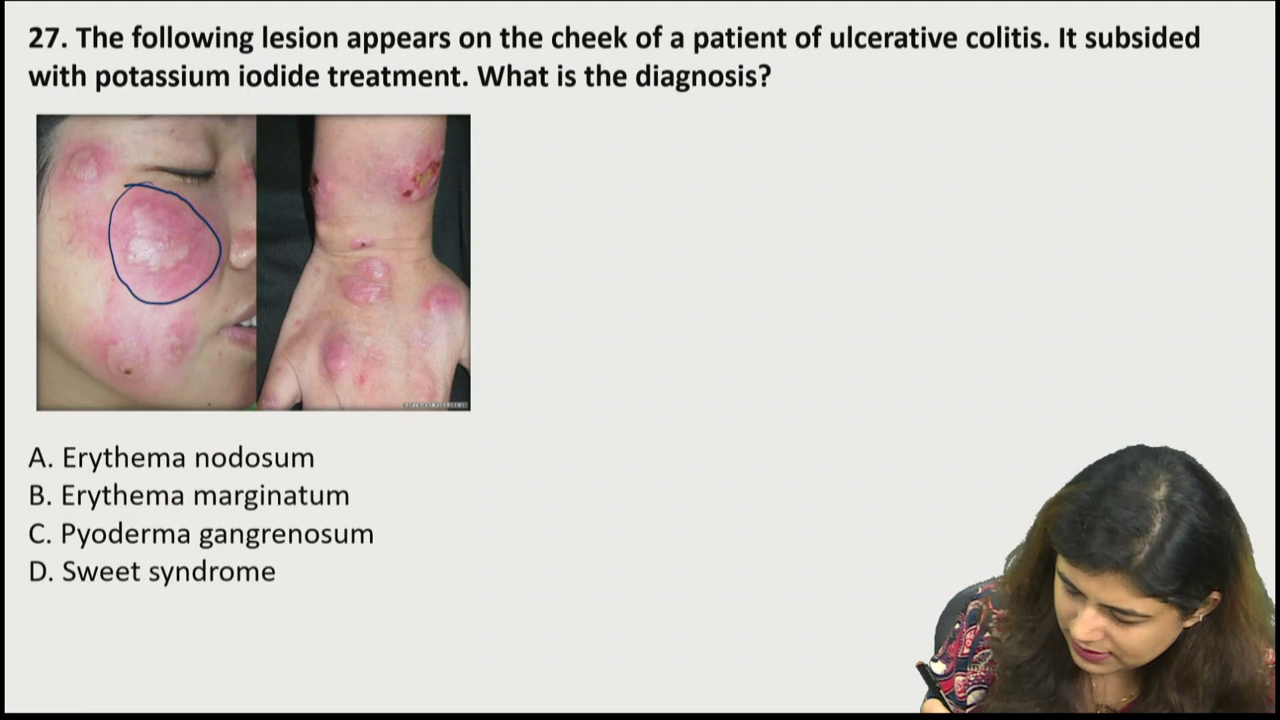 27. The following lesion appears on the cheek of a patient of ulcerative colitis. It subsided
with potassium iodide treatment. What is the diagnosis?
A. Erythema nodosum
B. Erythema marginatum
C. Pyoderma gangrenosum
D. Sweet syndrome